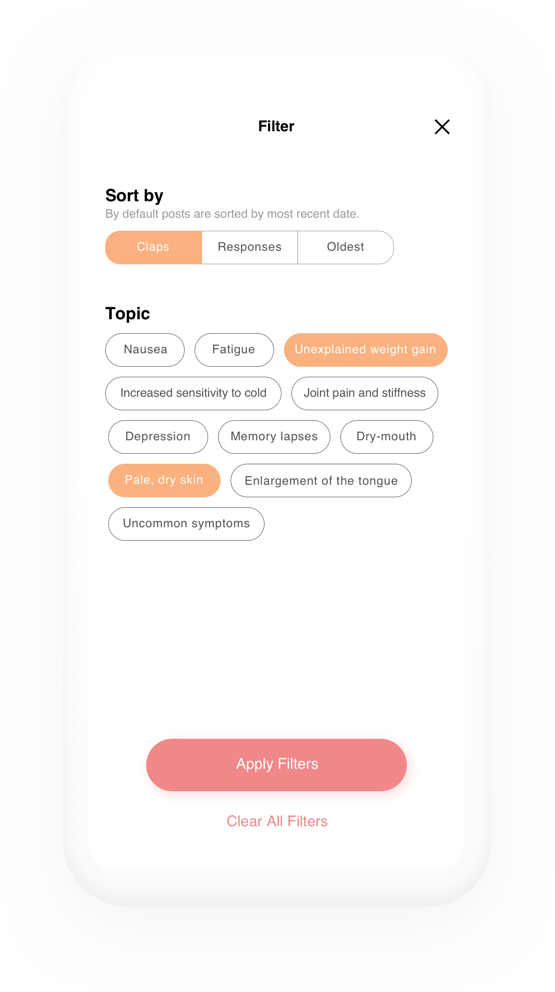 Filter
Sort by
By default posts are sorted by most recent date.
Claps Responses Oldest
Topic
Nausea Fatigue Unexplained weight gain
Increased sensitivity to cold Joint pain and stiffness
Depression Memory lapses Dry-mouth
Pale, dry skin Enlargement of the tongue
Uncommon symptoms
Apply Filters
Clear All Filters